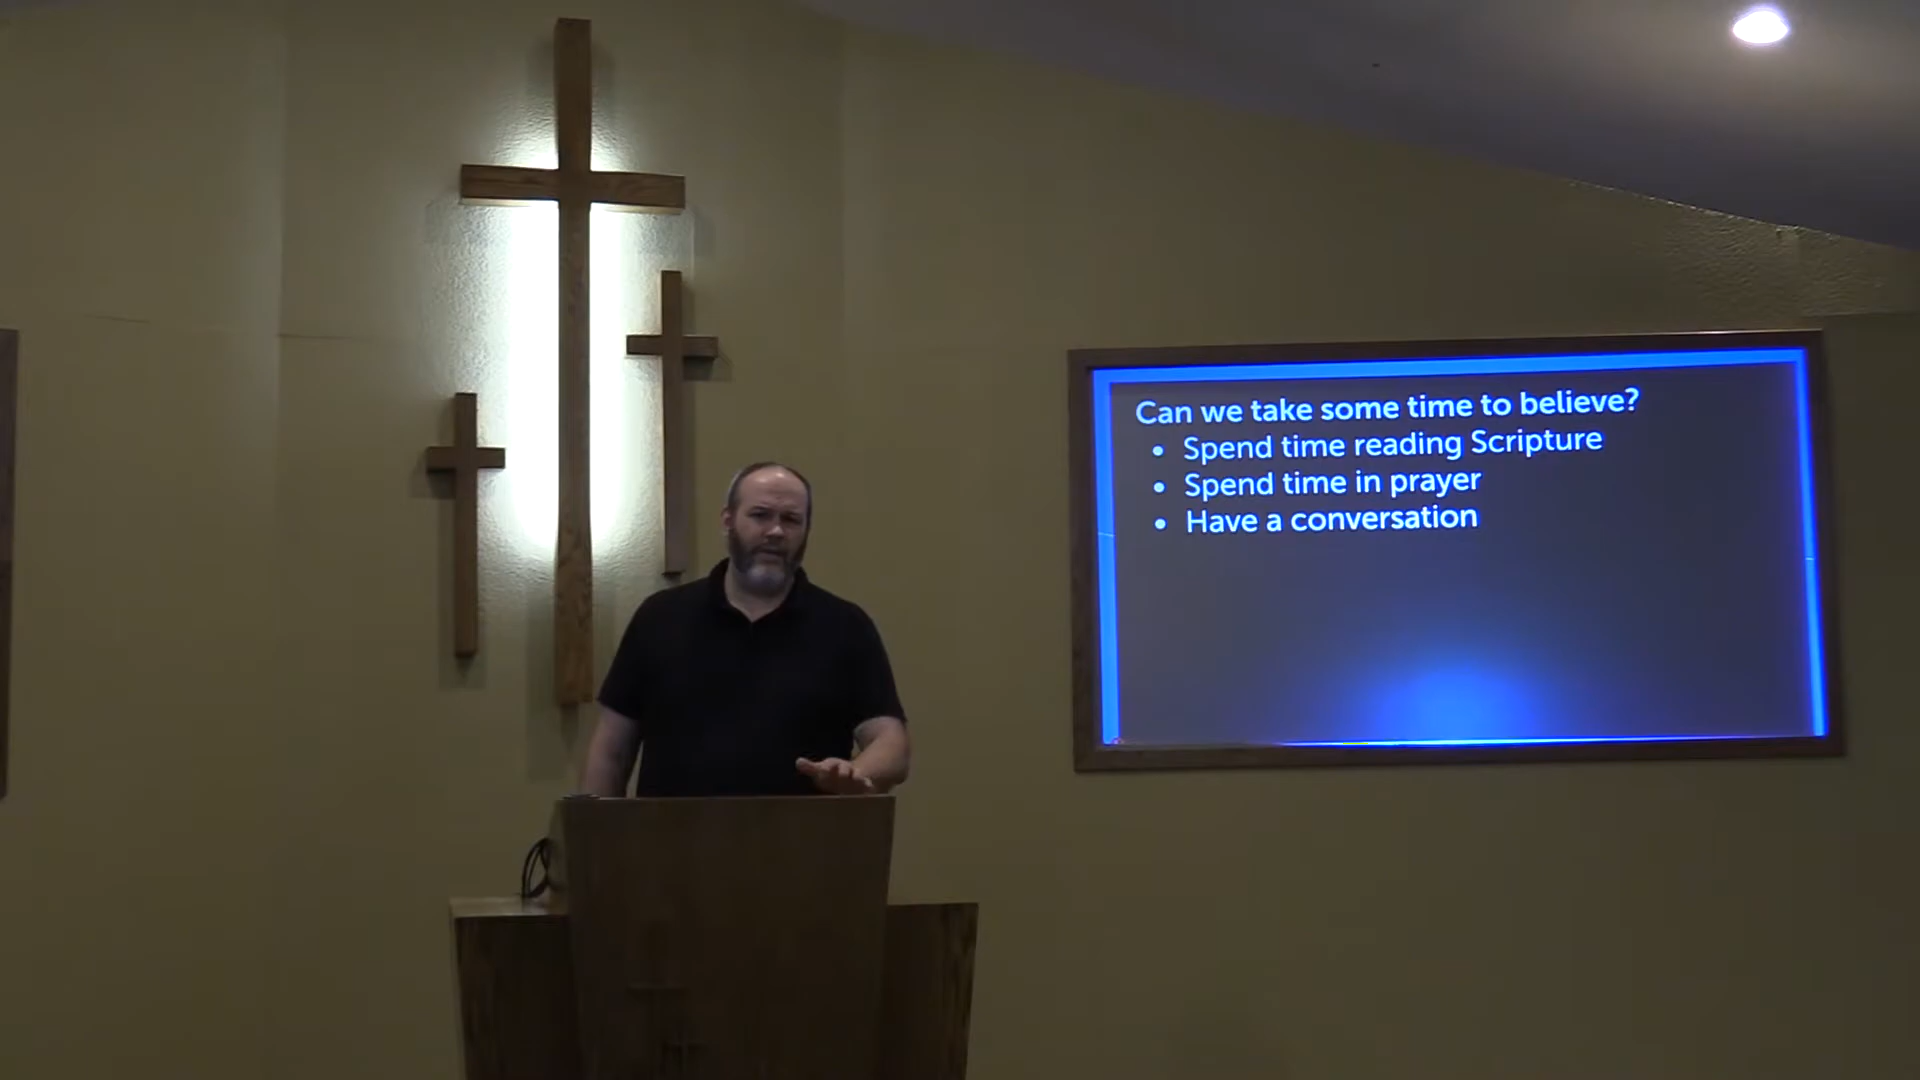 Can we take some time to believe?
• Spend time reading Scripture
• Spend time in prayer
• Have a conversation